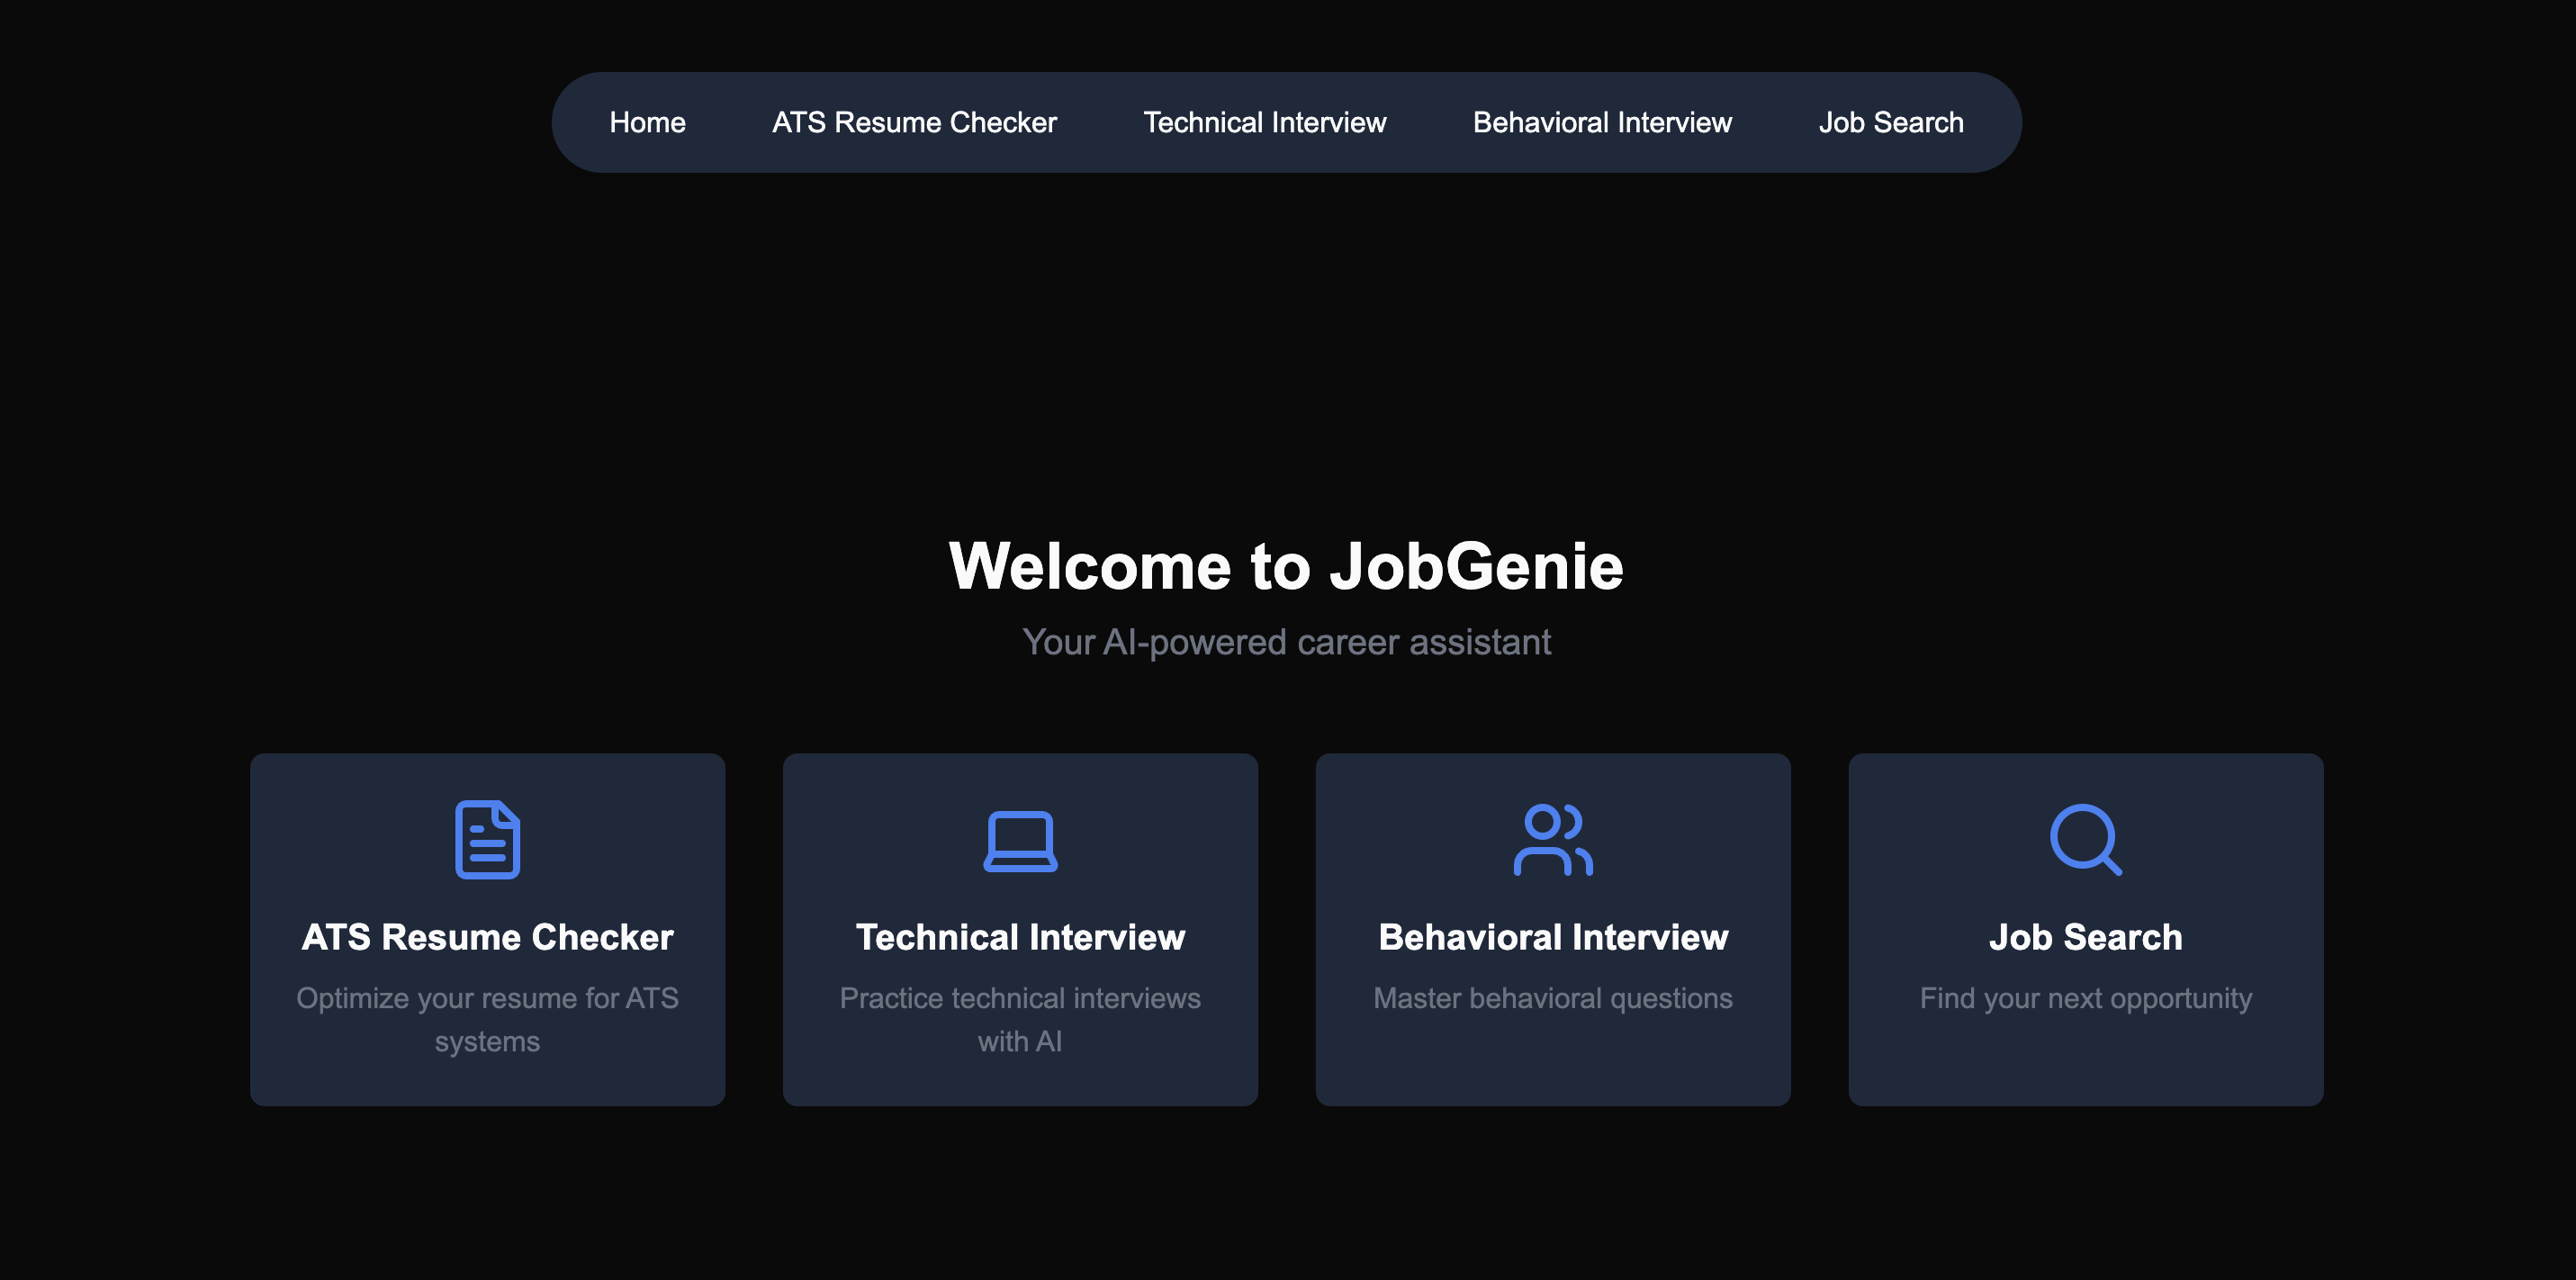 Home ATS Resume Checker Technical Interview Behavioral Interview Job Search
Welcome to JobGenie
Your AI-powered career assistant
ATS Resume Checker
Optimize your resume for ATS
systems
Technical Interview
Practice technical interviews
with AI
Behavioral Interview
Master behavioral questions
Job Search
Find your next opportunity